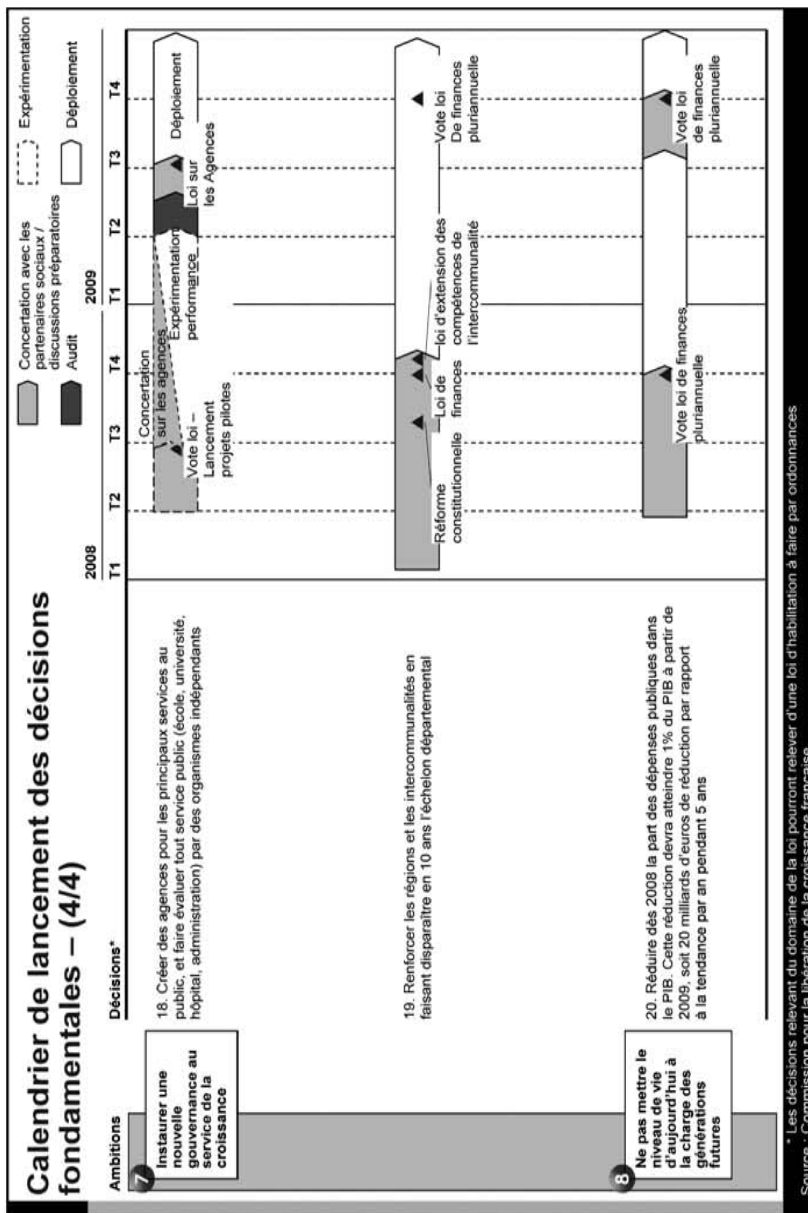 Calendrier de lancement des décisions
fondamentales – (4/4)
Concertation avec les
partenaires sociaux /
discussions préparatoires
Audit
Expérimentation
Déploiement
Ambitions
Décisions*
2008
2009
T1
T2
T3
T4
T1
T2
T3
T4
7
Instaurer une
nouvelle
gouvernance au
service de la
croissance
18. Créer des agences pour les principaux services au
public, et faire évaluer tout service public (école, université,
hôpital, administration) par des organismes indépendants
Concertation
sur les agences
Vote loi –
Lancement
projets pilotes
Expérimentation
performance
Loi sur
les Agences
Déploiement
19. Renforcer les régions et les intercommunalités en
faisant disparaître en 10 ans l'échelon départemental
Réforme
constitutionnelle
Loi de
finances
loi d'extension des
compétences de
l'intercommunalité
Vote loi
De finances
pluriannuelle
8
Ne pas mettre le
niveau de vie
d'aujourd'hui à
la charge des
générations
futures
20. Réduire dès 2008 la part des dépenses publiques dans
le PIB. Cette réduction devra atteindre 1% du PIB à partir de
2009, soit 20 milliards d'euros de réduction par rapport
à la tendance par an pendant 5 ans
Vote loi de finances
pluriannuelle
Vote loi
de finances
pluriannuelle
* Les décisions relevant du domaine de la loi pourront relever d'une loi d'habilitation à faire par ordonnances
Source : Commission pour la libération de la croissance française